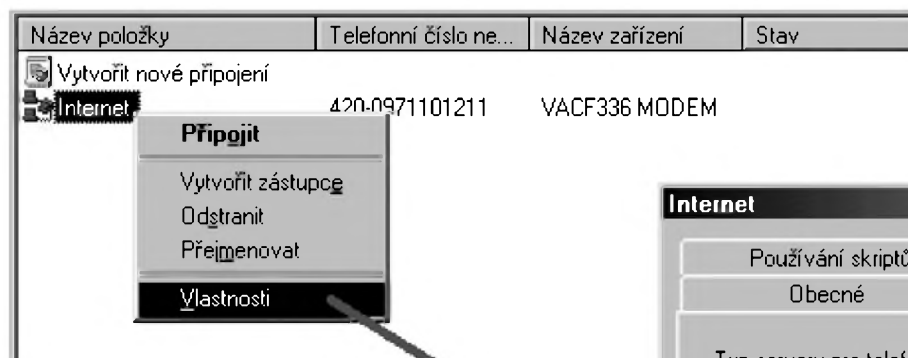 Název položky Telefonní číslo ne... Název zařízení Stav
Vytvořit nové připojení
Internet 420-0971101211 VACF336 MODEM
Připojit
Vytvořit zástupce
Odstranit
Přejmenovat
Vlastnosti
Internet
Používání skriptů
Obecné